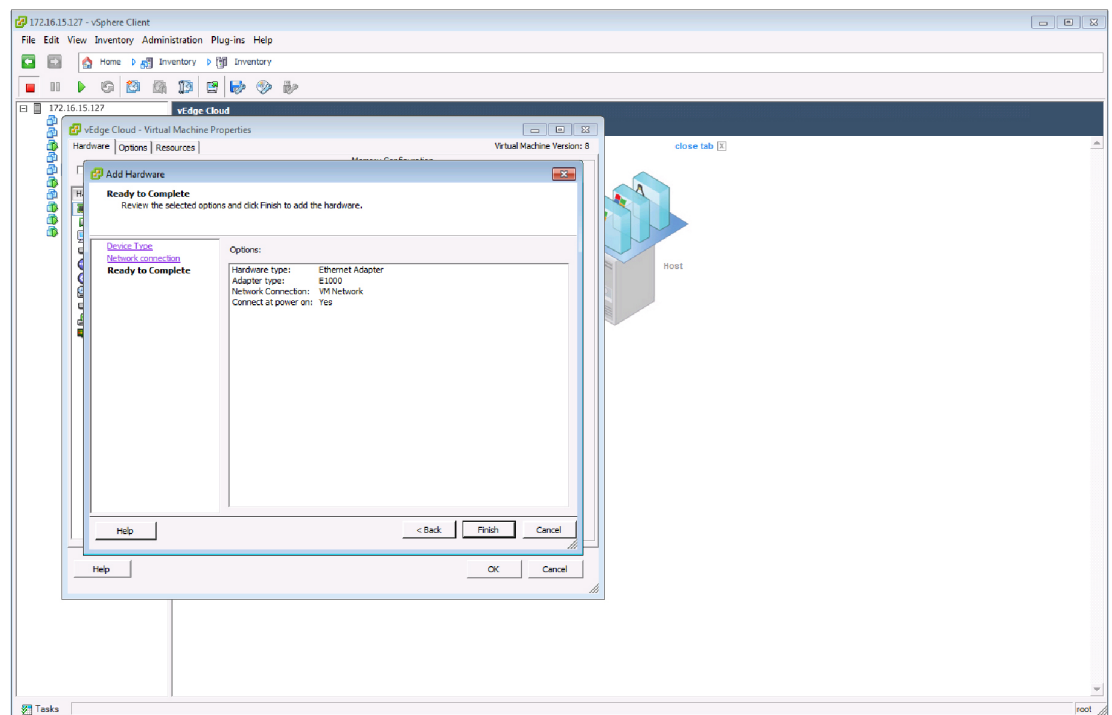 172.16.15.127 - vSphere Client
File Edit View Inventory Administration Plug-ins Help
Home Inventory Inventory
172.16.15.127
vEdge Cloud
vEdge Cloud - Virtual Machine Properties
Hardware Options Resources Virtual Machine Version: 8
close tab
Memory Configuration
Add Hardware
Ready to Complete
Review the selected options and click Finish to add the hardware.
Device Type
Network connection
Ready to Complete
Options:
Hardware type: Ethernet Adapter
Adapter type: E1000
Network Connection: VM Network
Connect at power on: Yes
Host
Help < Back Finish Cancel
Help OK Cancel
Tasks root